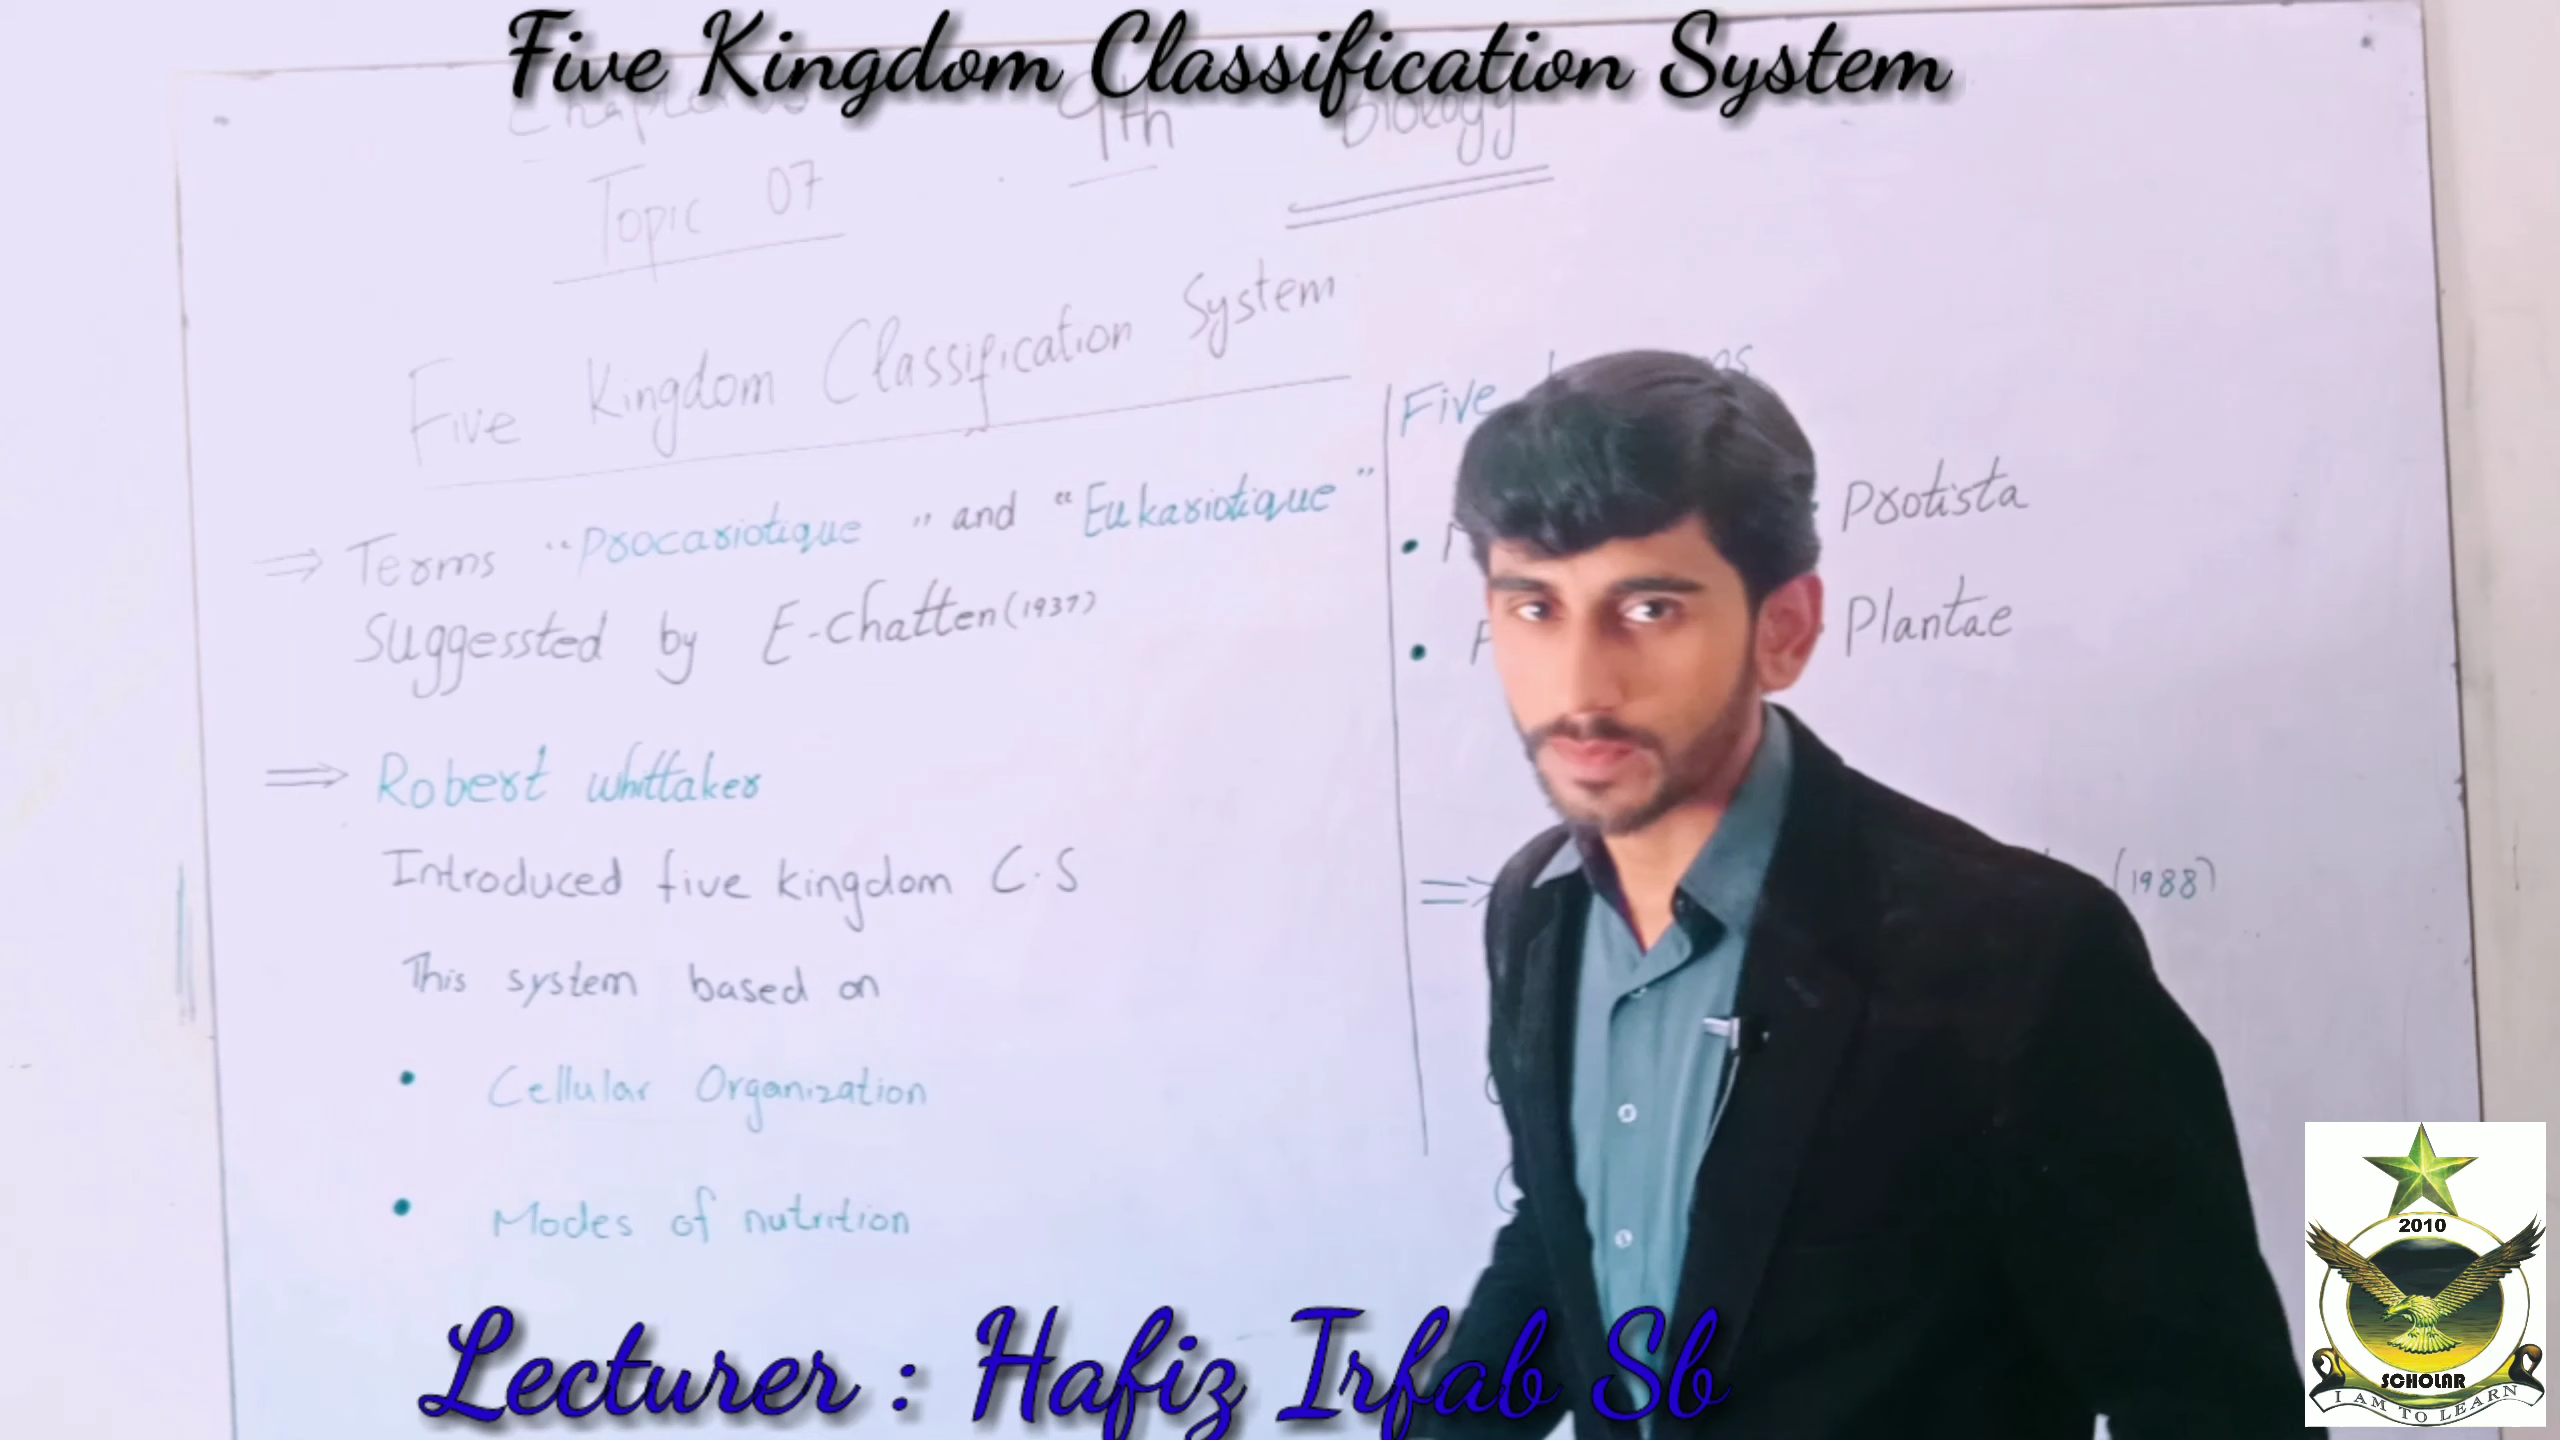 Five Kingdom Classification System
9th Biology
Topic 07
Five Kingdom Classification System
⇒ Terms "Procariotique" and "Eukariotique"
Suggessted by E-Chatten (1937)
⇒ Robert Whittaker
Introduced five kingdom C.S
This system based on
• Cellular Organization
• Modes of nutrition
Five
Protista
Plantae
⇒ (1988)
Lecturer : Hafiz Irfab Sb
2010
SCHOLAR
I AM TO LEARN